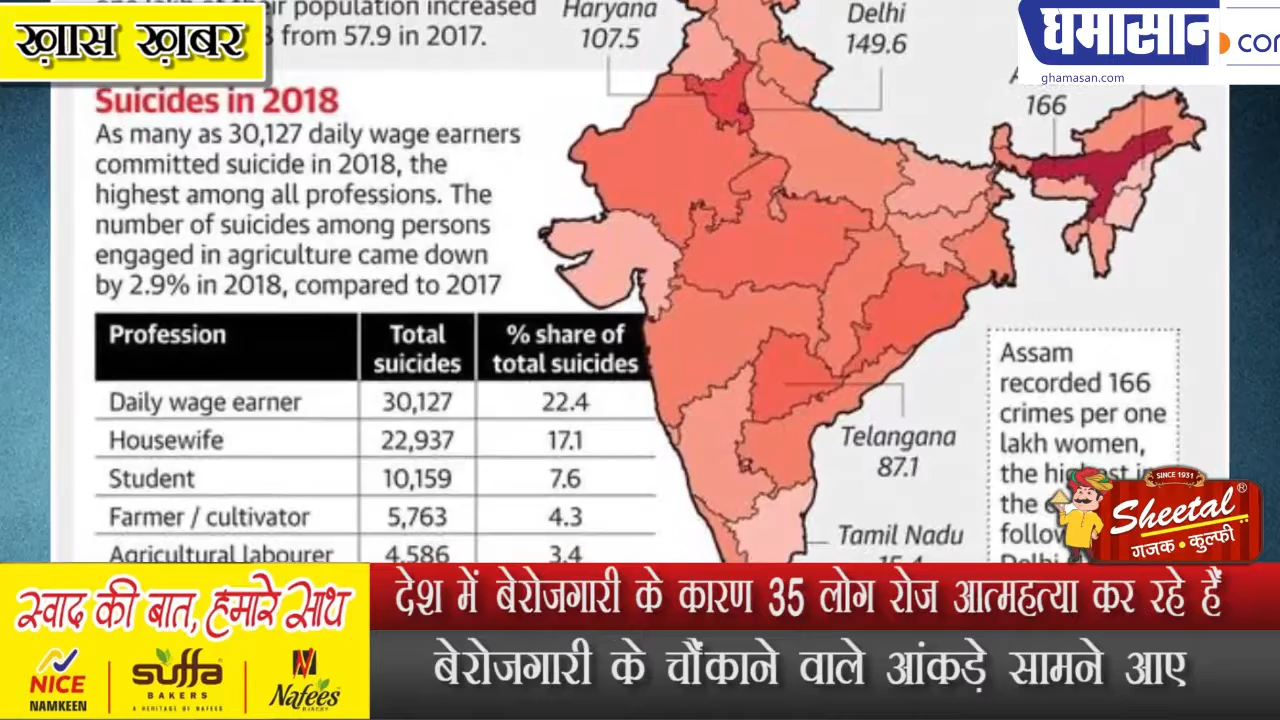 their population increased
from 57.9 in 2017.
ख़ास ख़बर
Haryana
107.5
Delhi
149.6
घमासान.com
ghamasan.com
166
Suicides in 2018
As many as 30,127 daily wage earners
committed suicide in 2018, the
highest among all professions. The
number of suicides among persons
engaged in agriculture came down
by 2.9% in 2018, compared to 2017
Profession Total suicides % share of total suicides
Daily wage earner 30,127 22.4
Housewife 22,937 17.1
Student 10,159 7.6
Farmer / cultivator 5,763 4.3
Agricultural labourer 4,586 3.4
Telangana
87.1
Tamil Nadu
Assam
recorded 166
crimes per one
lakh women,
the
the
SINCE 1931
Sheetal®
गजक • कुल्फी
स्वाद की बात, हमारे साथ
NICE
NAMKEEN
Suffa
BAKERS
A HERITAGE OF NAFEES
Nafees
BAKERY
देश में बेरोजगारी के कारण 35 लोग रोज आत्महत्या कर रहे हैं
बेरोजगारी के चौंकाने वाले आंकड़े सामने आए